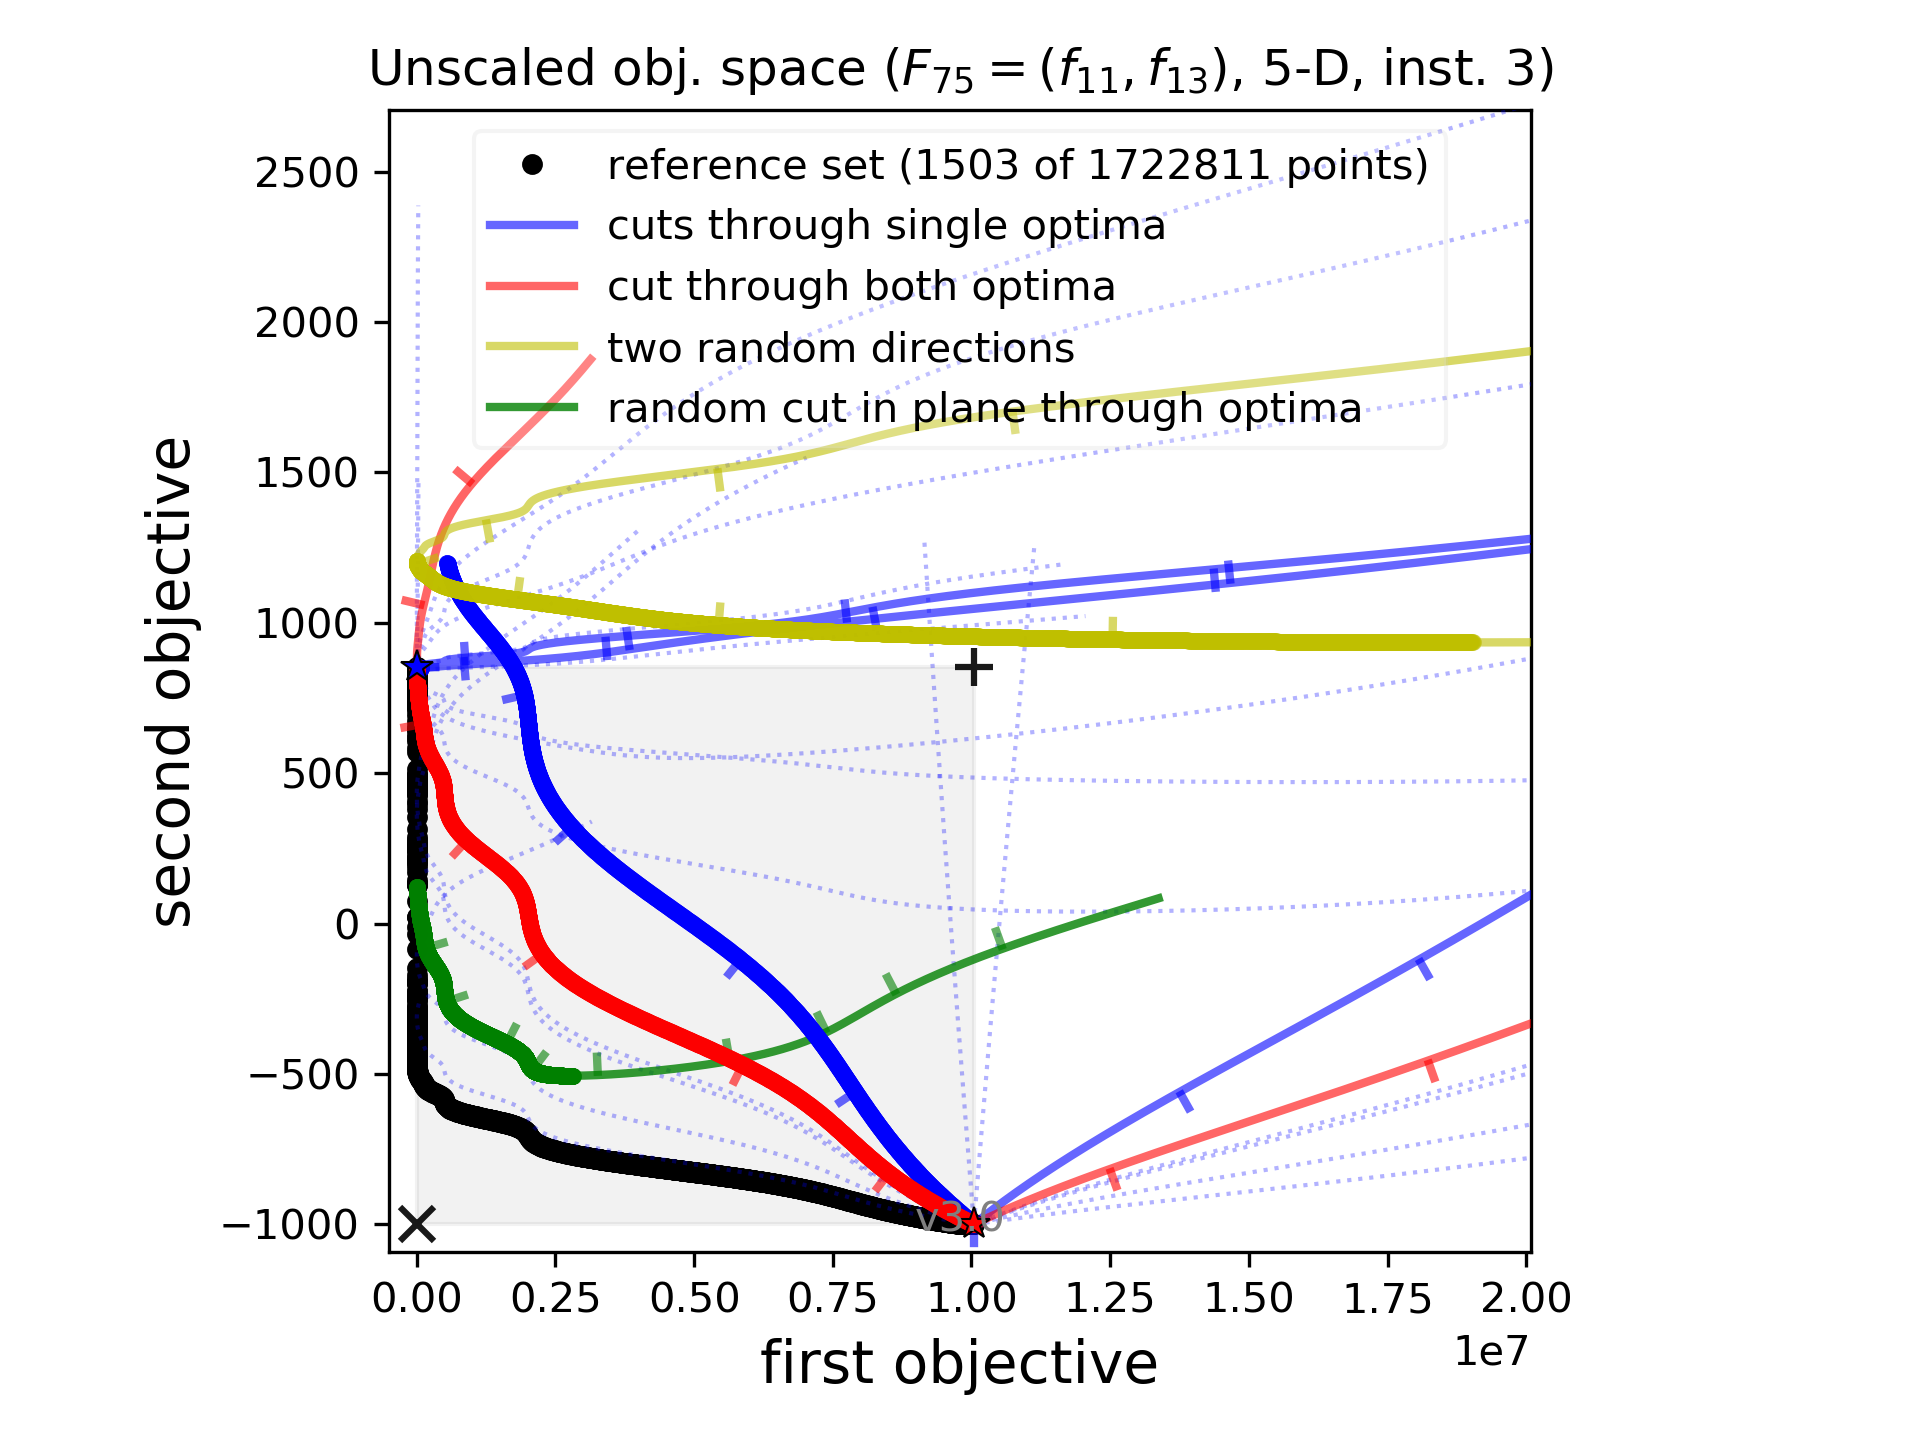 Unscaled obj. space (F75 = (f11, f13), 5-D, inst. 3)
reference set (1503 of 1722811 points)
cuts through single optima
cut through both optima
two random directions
random cut in plane through optima
second objective
2500
2000
1500
1000
500
0
−500
−1000
v3.0
0.00 0.25 0.50 0.75 1.00 1.25 1.50 1.75 2.00
1e7
first objective